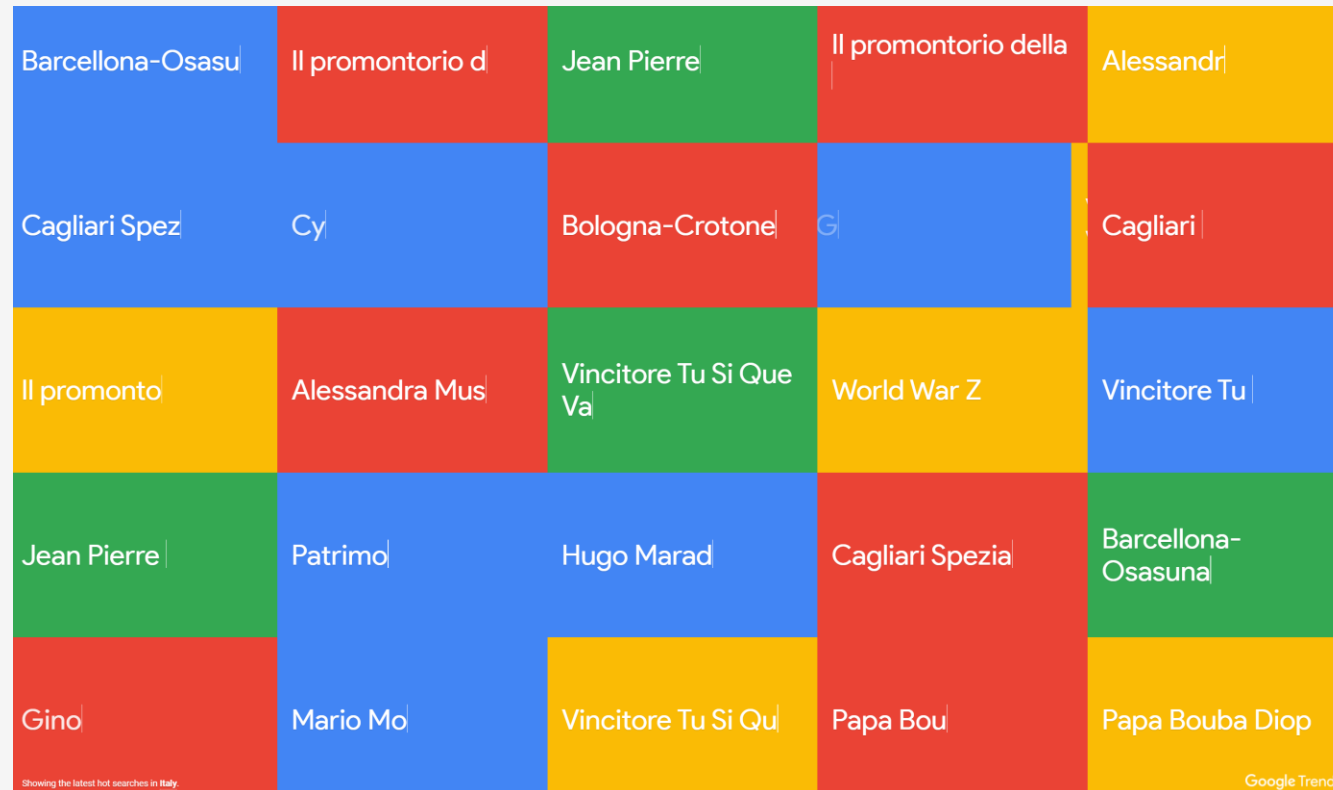 Barcellona-Osasu
Il promontorio d
Jean Pierre
Il promontorio della
Alessandr
Cagliari Spez
Cy
Bologna-Crotone
G
Cagliari
Il promonto
Alessandra Mus
Vincitore Tu Si Que
Va
World War Z
Vincitore Tu
Jean Pierre
Patrimo
Hugo Marad
Cagliari Spezia
Barcellona-
Osasuna
Gino
Mario Mo
Vincitore Tu Si Qu
Papa Bou
Papa Bouba Diop
Showing the latest hot searches in Italy.
Google Trend